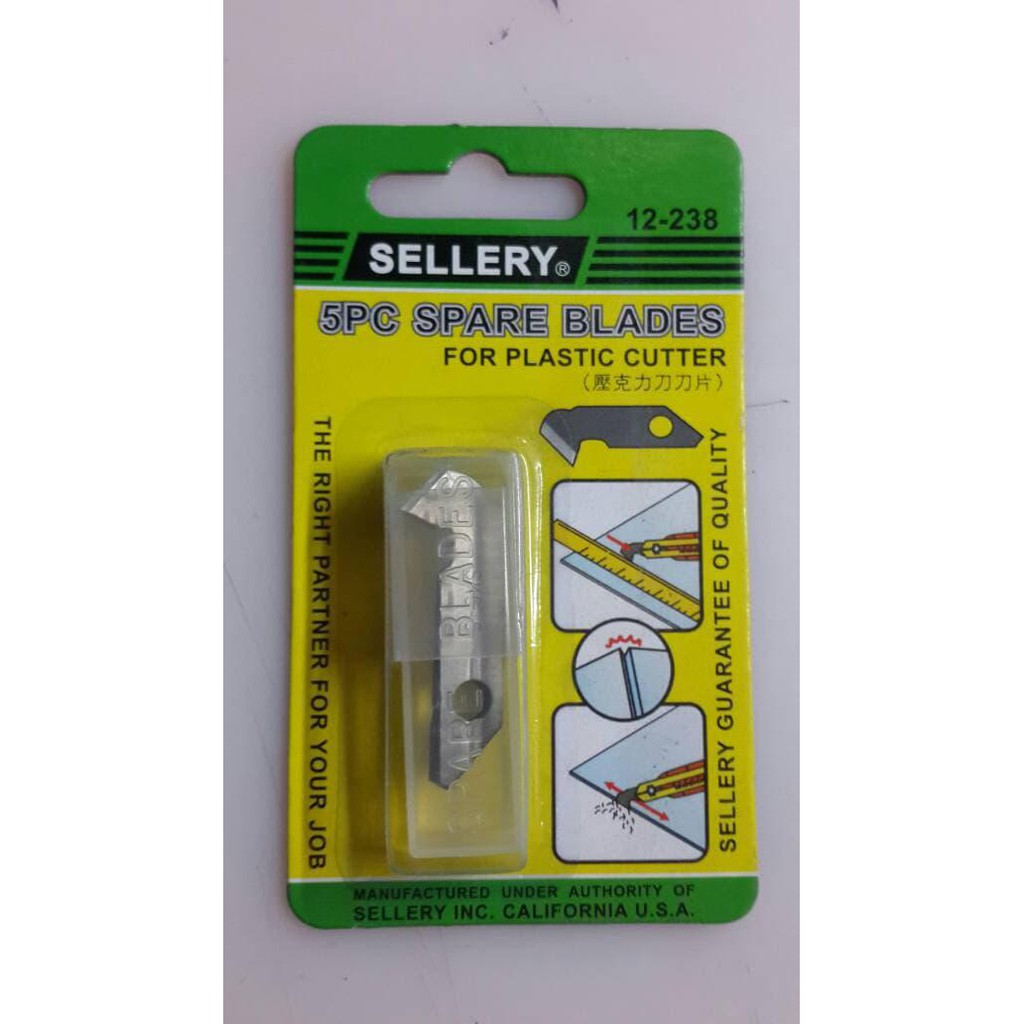 12-238
SELLERY®
5PC SPARE BLADES
FOR PLASTIC CUTTER
(壓克力刀刀片)
THE RIGHT PARTNER FOR YOUR JOB
SPARE BLADES
SELLERY GUARANTEE OF QUALITY
MANUFACTURED UNDER AUTHORITY OF
SELLERY INC. CALIFORNIA U.S.A.